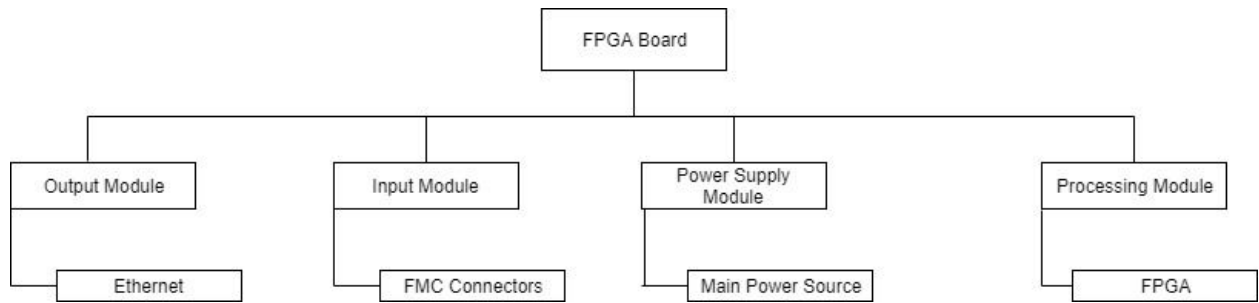 FPGA Board
Output Module
Input Module
Power Supply
Module
Processing Module
Ethernet
FMC Connectors
Main Power Source
FPGA